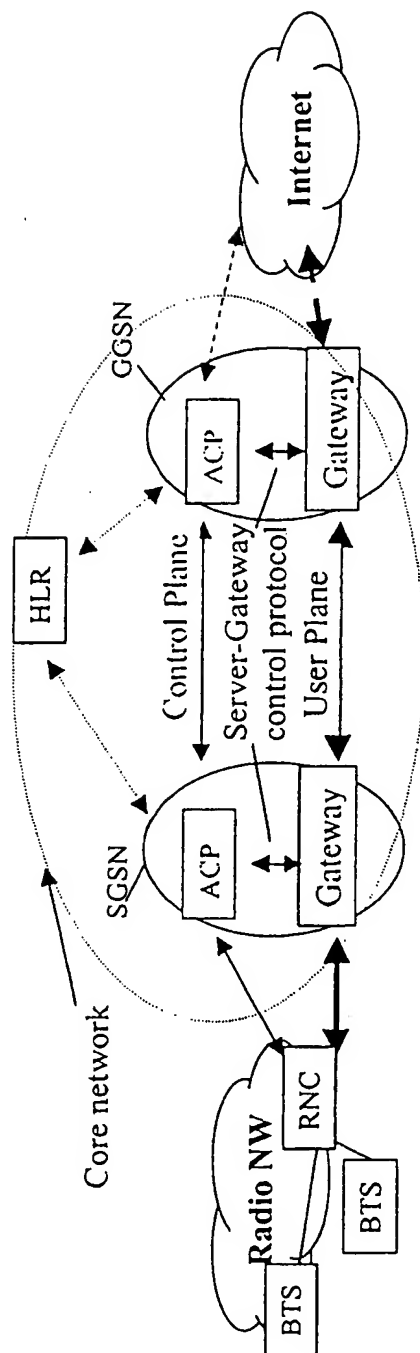 Core network
HLR
SGSN
GGSN
ACP
ACP
Control Plane
Server-Gateway
control protocol
User Plane
Gateway
Gateway
Radio NW
RNC
BTS
BTS
Internet